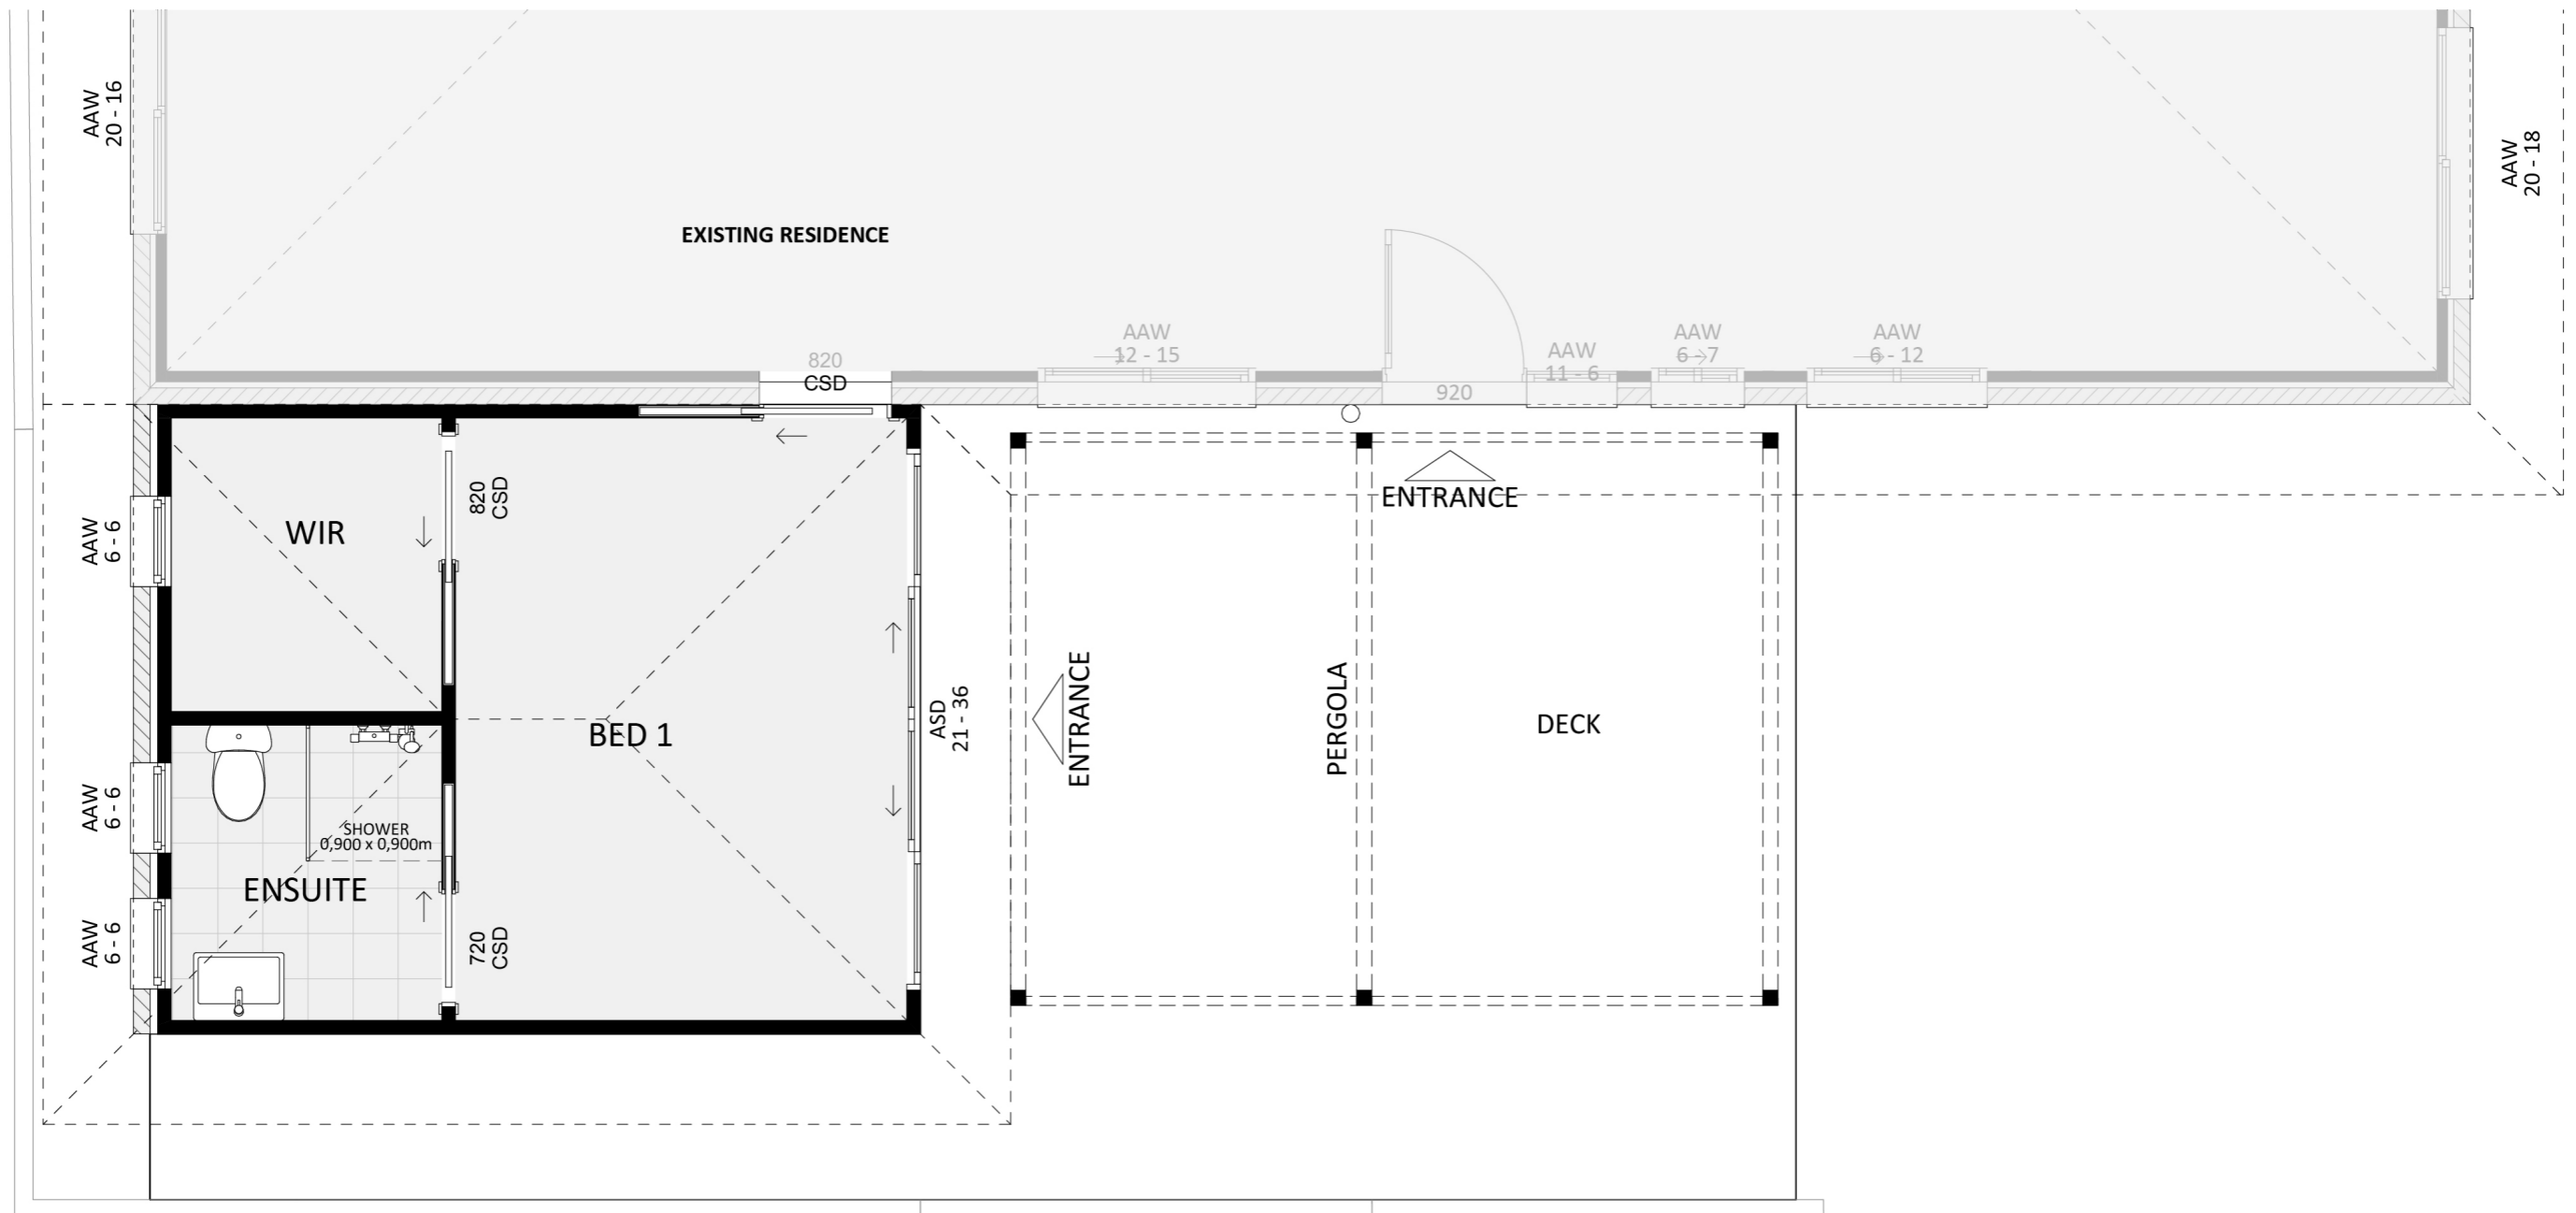 AAW
20 - 16
AAW
20 - 18
EXISTING RESIDENCE
820
CSD
AAW
12 - 15
920
AAW
11 - 6
AAW
6 - 7
AAW
6 - 12
AAW
6 - 6
WIR
820
CSD
ENTRANCE
BED 1
ASD
21 - 36
ENTRANCE
PERGOLA
DECK
AAW
6 - 6
SHOWER
0,900 x 0,900m
ENSUITE
AAW
6 - 6
720
CSD